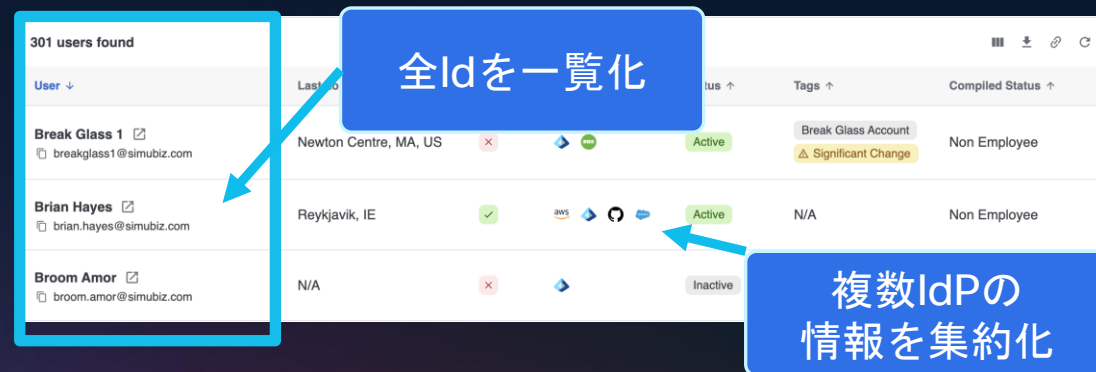 301 users found
全Idを一覧化
User ↓
Tags ↑
Compiled Status ↑
Break Glass 1
breakglass1@simubiz.com
Newton Centre, MA, US
Active
Break Glass Account
Significant Change
Non Employee
Brian Hayes
brian.hayes@simubiz.com
Reykjavik, IE
aws
Active
N/A
Non Employee
Broom Amor
broom.amor@simubiz.com
N/A
Inactive
複数IdPの
情報を集約化